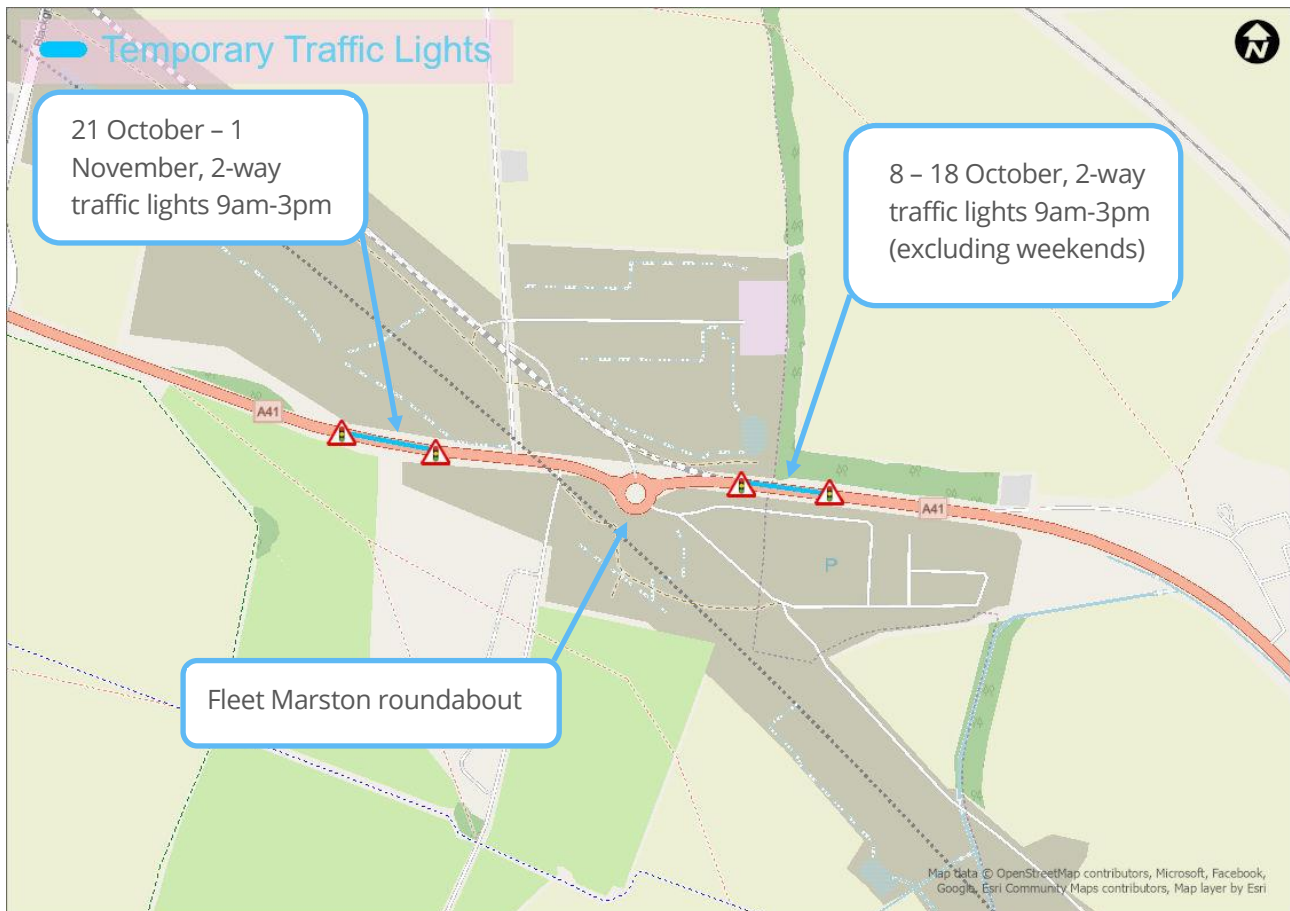 Temporary Traffic Lights
N
21 October – 1
November, 2-way
traffic lights 9am-3pm
8 – 18 October, 2-way
traffic lights 9am-3pm
(excluding weekends)
A41
A41
P
Fleet Marston roundabout
Map data © OpenStreetMap contributors, Microsoft, Facebook,
Google, Esri Community Maps contributors, Map layer by Esri